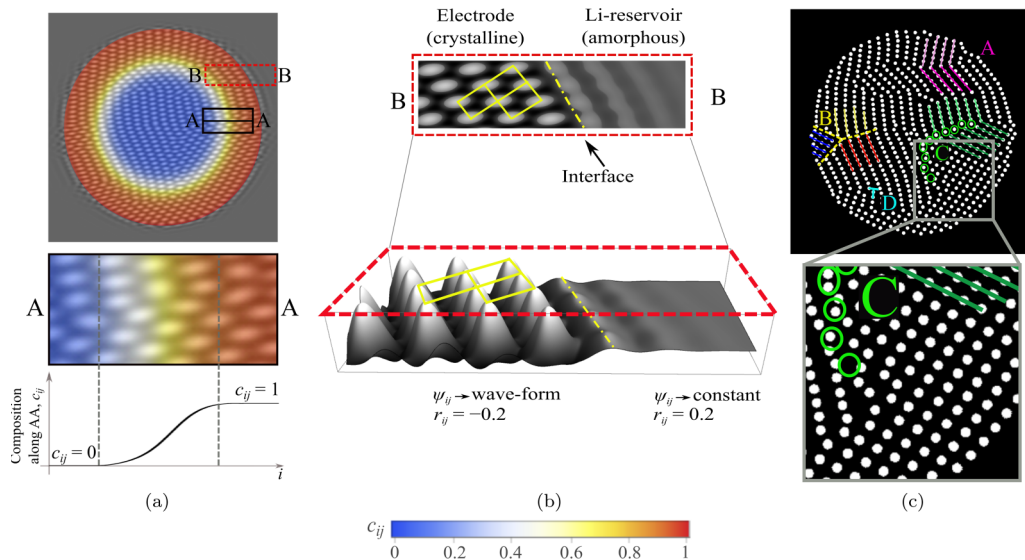 B
B
A
A
A
A
Composition
along AA, c_ij
c_ij = 1
c_ij = 0
i
(a)
Electrode
(crystalline)
Li-reservoir
(amorphous)
B
B
Interface
ψ_ij → wave-form
r_ij = −0.2
ψ_ij → constant
r_ij = 0.2
(b)
A
B
C
D
C
(c)
c_ij
0
0.2
0.4
0.6
0.8
1